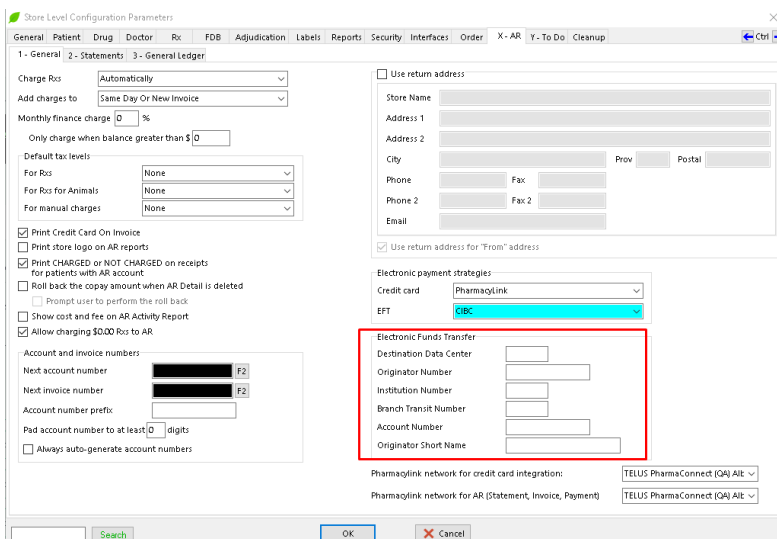 Store Level Configuration Parameters
General Patient Drug Doctor Rx FDB Adjudication Labels Reports Security Interfaces Order X - AR Y - To Do Cleanup Ctrl
1 - General 2 - Statements 3 - General Ledger
Charge Rxs Automatically
Add charges to Same Day Or New Invoice
Monthly finance charge 0 %
Only charge when balance greater than $ 0
Default tax levels
For Rxs None
For Rxs for Animals None
For manual charges None
Print Credit Card On Invoice
Print store logo on AR reports
Print CHARGED or NOT CHARGED on receipts
for patients with AR account
Roll back the copay amount when AR Detail is deleted
Prompt user to perform the roll back
Show cost and fee on AR Activity Report
Allow charging $0.00 Rxs to AR
Account and invoice numbers
Next account number F2
Next invoice number F2
Account number prefix
Pad account number to at least 0 digits
Always auto-generate account numbers
Use return address
Store Name
Address 1
Address 2
City Prov Postal
Phone Fax
Phone 2 Fax 2
Email
Use return address for "From" address
Electronic payment strategies
Credit card PharmacyLink
EFT CIBC
Electronic Funds Transfer
Destination Data Center
Originator Number
Institution Number
Branch Transit Number
Account Number
Originator Short Name
Pharmacylink network for credit card integration: TELUS PharmaConnect (QA) Alb
Pharmacylink network for AR (Statement, Invoice, Payment) TELUS PharmaConnect (QA) Alb
Search OK Cancel